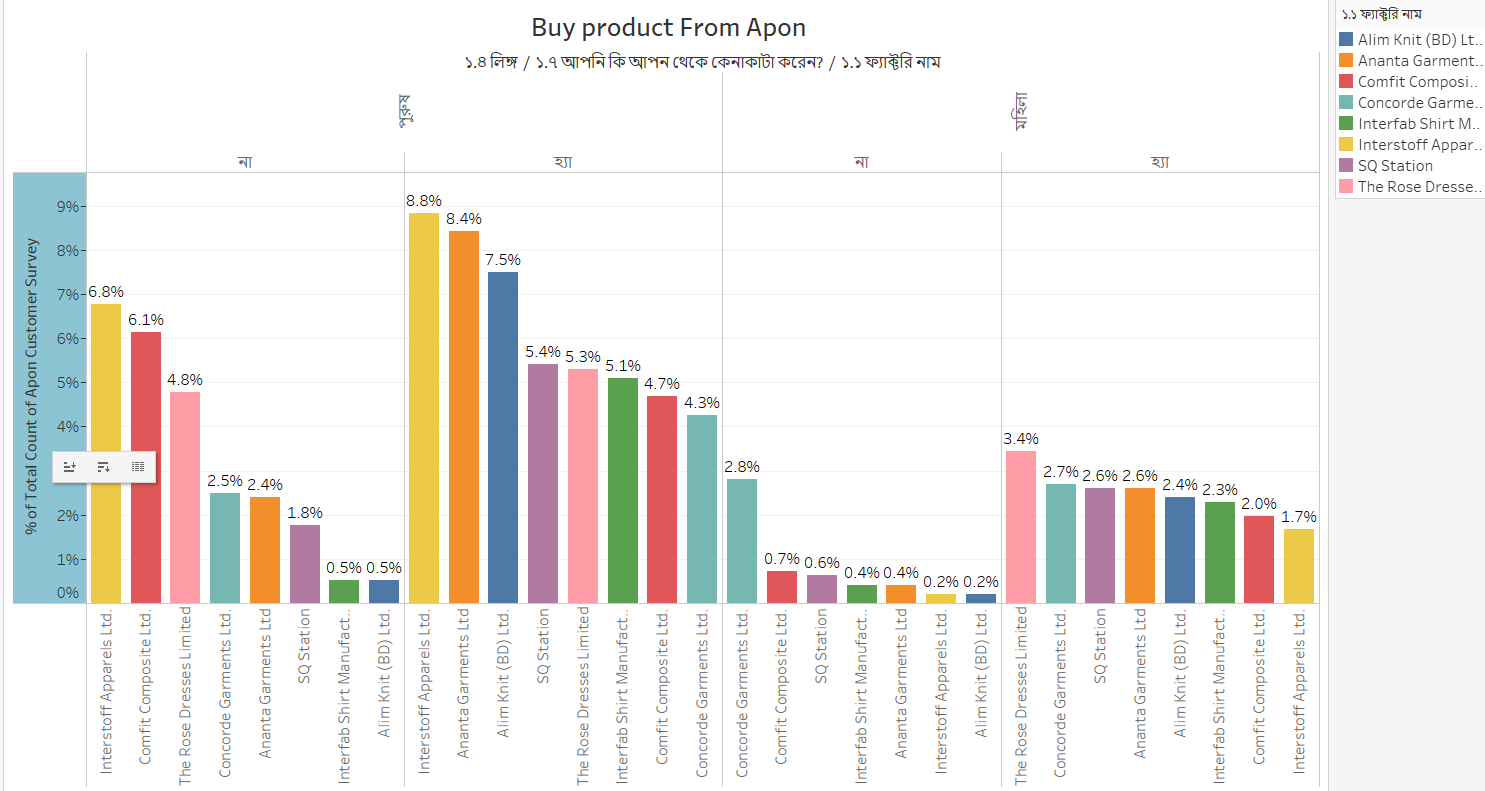 Buy product From Apon
১.৪ লিঙ্গ / ১.৭ আপনি কি আপন থেকে কেনাকাটা করেন? / ১.১ ফ্যাক্টরি নাম
পুরুষ
মহিলা
না
হ্যা
না
হ্যা
% of Total Count of Apon Customer Survey
9%
8%
7%
6%
5%
4%
2%
1%
0%
6.8%
6.1%
4.8%
2.5%
2.4%
1.8%
0.5%
0.5%
8.8%
8.4%
7.5%
5.4%
5.3%
5.1%
4.7%
4.3%
2.8%
0.7%
0.6%
0.4%
0.4%
0.2%
0.2%
3.4%
2.7%
2.6%
2.6%
2.4%
2.3%
2.0%
1.7%
Interstoff Apparels Ltd.
Comfit Composite Ltd.
The Rose Dresses Limited
Concorde Garments Ltd.
Ananta Garments Ltd
SQ Station
Interfab Shirt Manufact..
Alim Knit (BD) Ltd.
Interstoff Apparels Ltd.
Ananta Garments Ltd
Alim Knit (BD) Ltd.
SQ Station
The Rose Dresses Limited
Interfab Shirt Manufact..
Comfit Composite Ltd.
Concorde Garments Ltd.
Concorde Garments Ltd.
Comfit Composite Ltd.
SQ Station
Interfab Shirt Manufact..
Ananta Garments Ltd
Interstoff Apparels Ltd.
Alim Knit (BD) Ltd.
The Rose Dresses Limited
Concorde Garments Ltd.
SQ Station
Ananta Garments Ltd
Alim Knit (BD) Ltd.
Interfab Shirt Manufact..
Comfit Composite Ltd.
Interstoff Apparels Ltd.
১.১ ফ্যাক্টরি নাম
Alim Knit (BD) Lt..
Ananta Garment..
Comfit Composi..
Concorde Garme..
Interfab Shirt M..
Interstoff Appar..
SQ Station
The Rose Dresse..